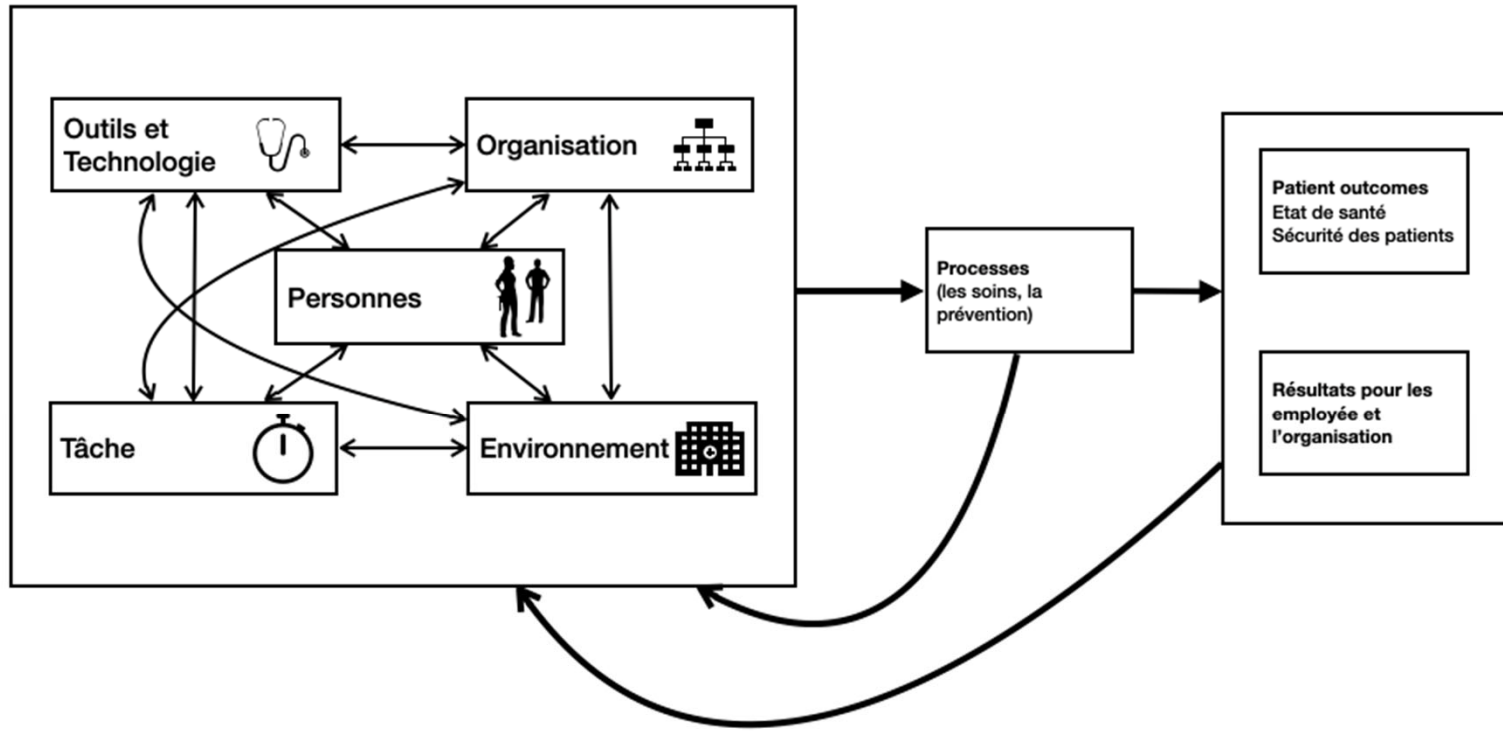 Outils et
Technologie
Organisation
Personnes
Tâche
Environnement
Processes
(les soins, la
prévention)
Patient outcomes
Etat de santé
Sécurité des patients
Résultats pour les
employée et
l'organisation